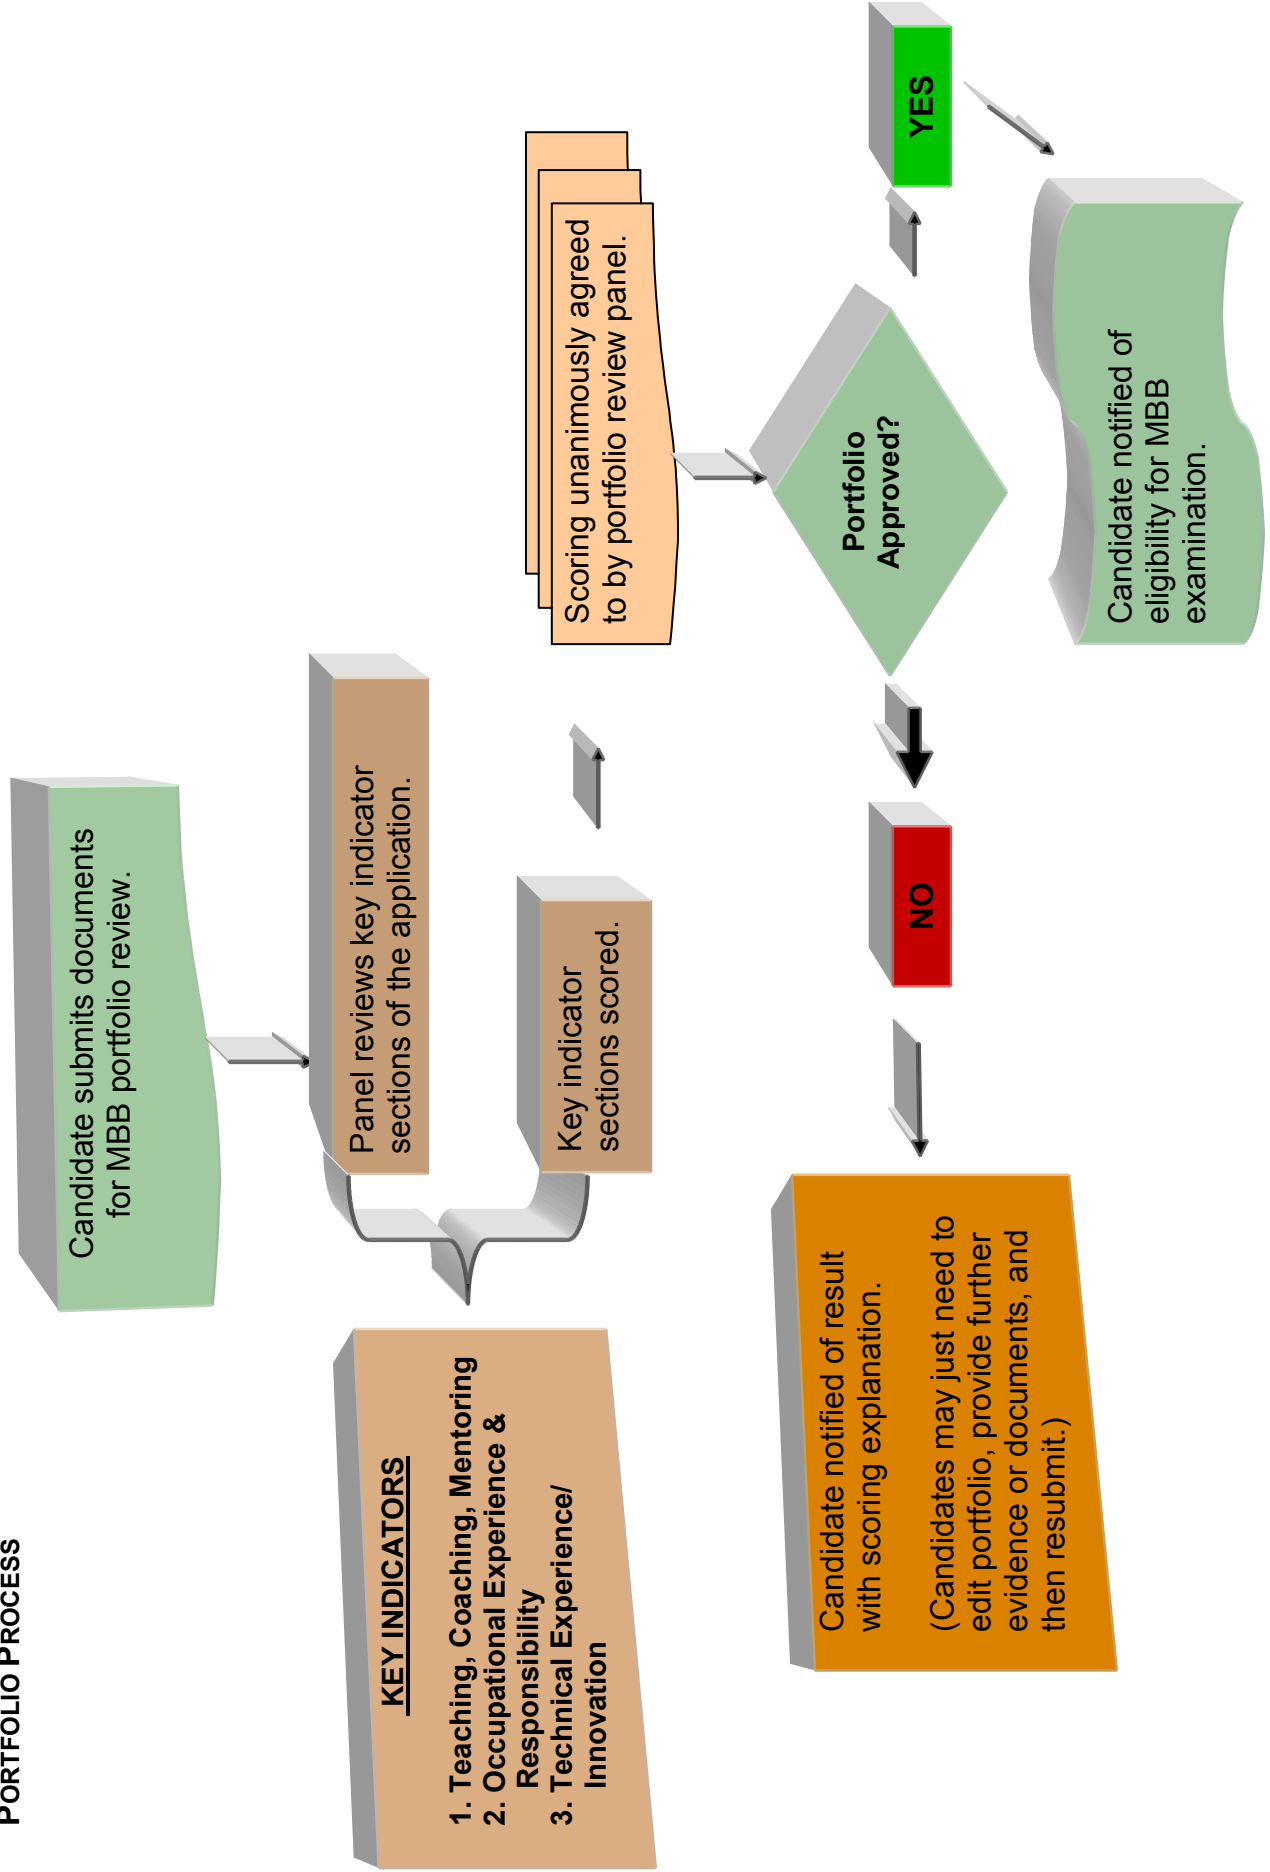 PORTFOLIO PROCESS
Candidate submits documents
for MBB portfolio review.
Panel reviews key indicator
sections of the application.
KEY INDICATORS
1. Teaching, Coaching, Mentoring
2. Occupational Experience &
Responsibility
3. Technical Experience/
Innovation
Key indicator
sections scored.
Scoring unanimously agreed
to by portfolio review panel.
Portfolio
Approved?
YES
NO
Candidate notified of
eligibility for MBB
examination.
Candidate notified of result
with scoring explanation.
(Candidates may just need to
edit portfolio, provide further
evidence or documents, and
then resubmit.)